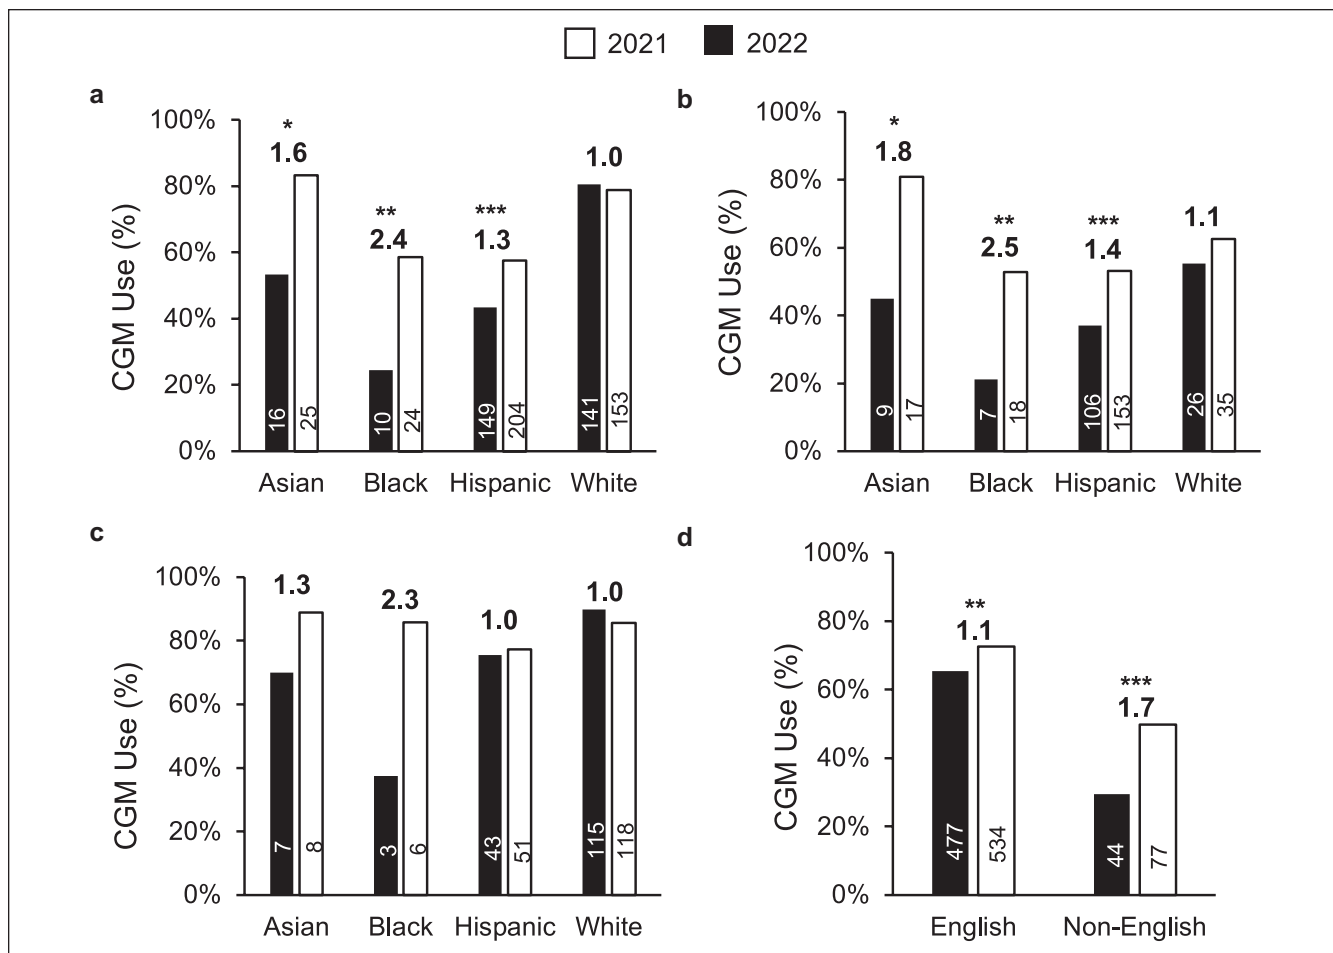 2021 2022
a
CGM Use (%)
100%
80%
60%
40%
20%
0%
*
1.6
**
2.4
***
1.3
1.0
16 25 10 24 149 204 141 153
Asian Black Hispanic White
b
CGM Use (%)
100%
80%
60%
40%
20%
0%
*
1.8
**
2.5
***
1.4
1.1
9 17 7 18 106 153 26 35
Asian Black Hispanic White
c
CGM Use (%)
100%
80%
60%
40%
20%
0%
1.3 2.3 1.0 1.0
7 8 3 6 43 51 115 118
Asian Black Hispanic White
d
CGM Use (%)
100%
80%
60%
40%
20%
0%
**
1.1
***
1.7
477 534 44 77
English Non-English